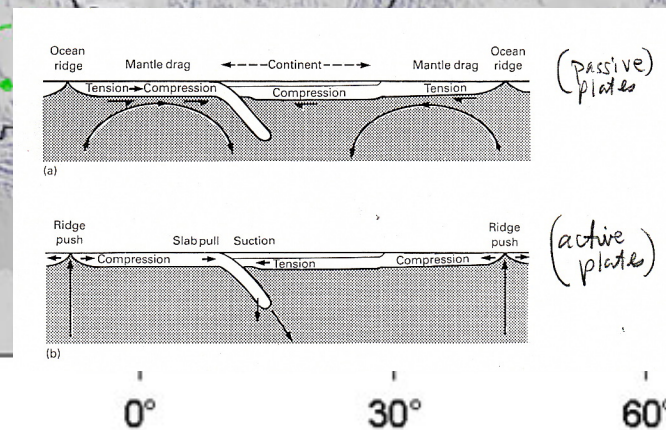 Ocean
ridge
Mantle drag
Continent
Mantle drag
Ocean
ridge
(passive)
plates
Tension Compression
Compression
Tension
(a)
Ridge
push
Slab pull
Suction
Ridge
push
(active
plates)
Compression
Tension
Compression
(b)
0°
30°
60°